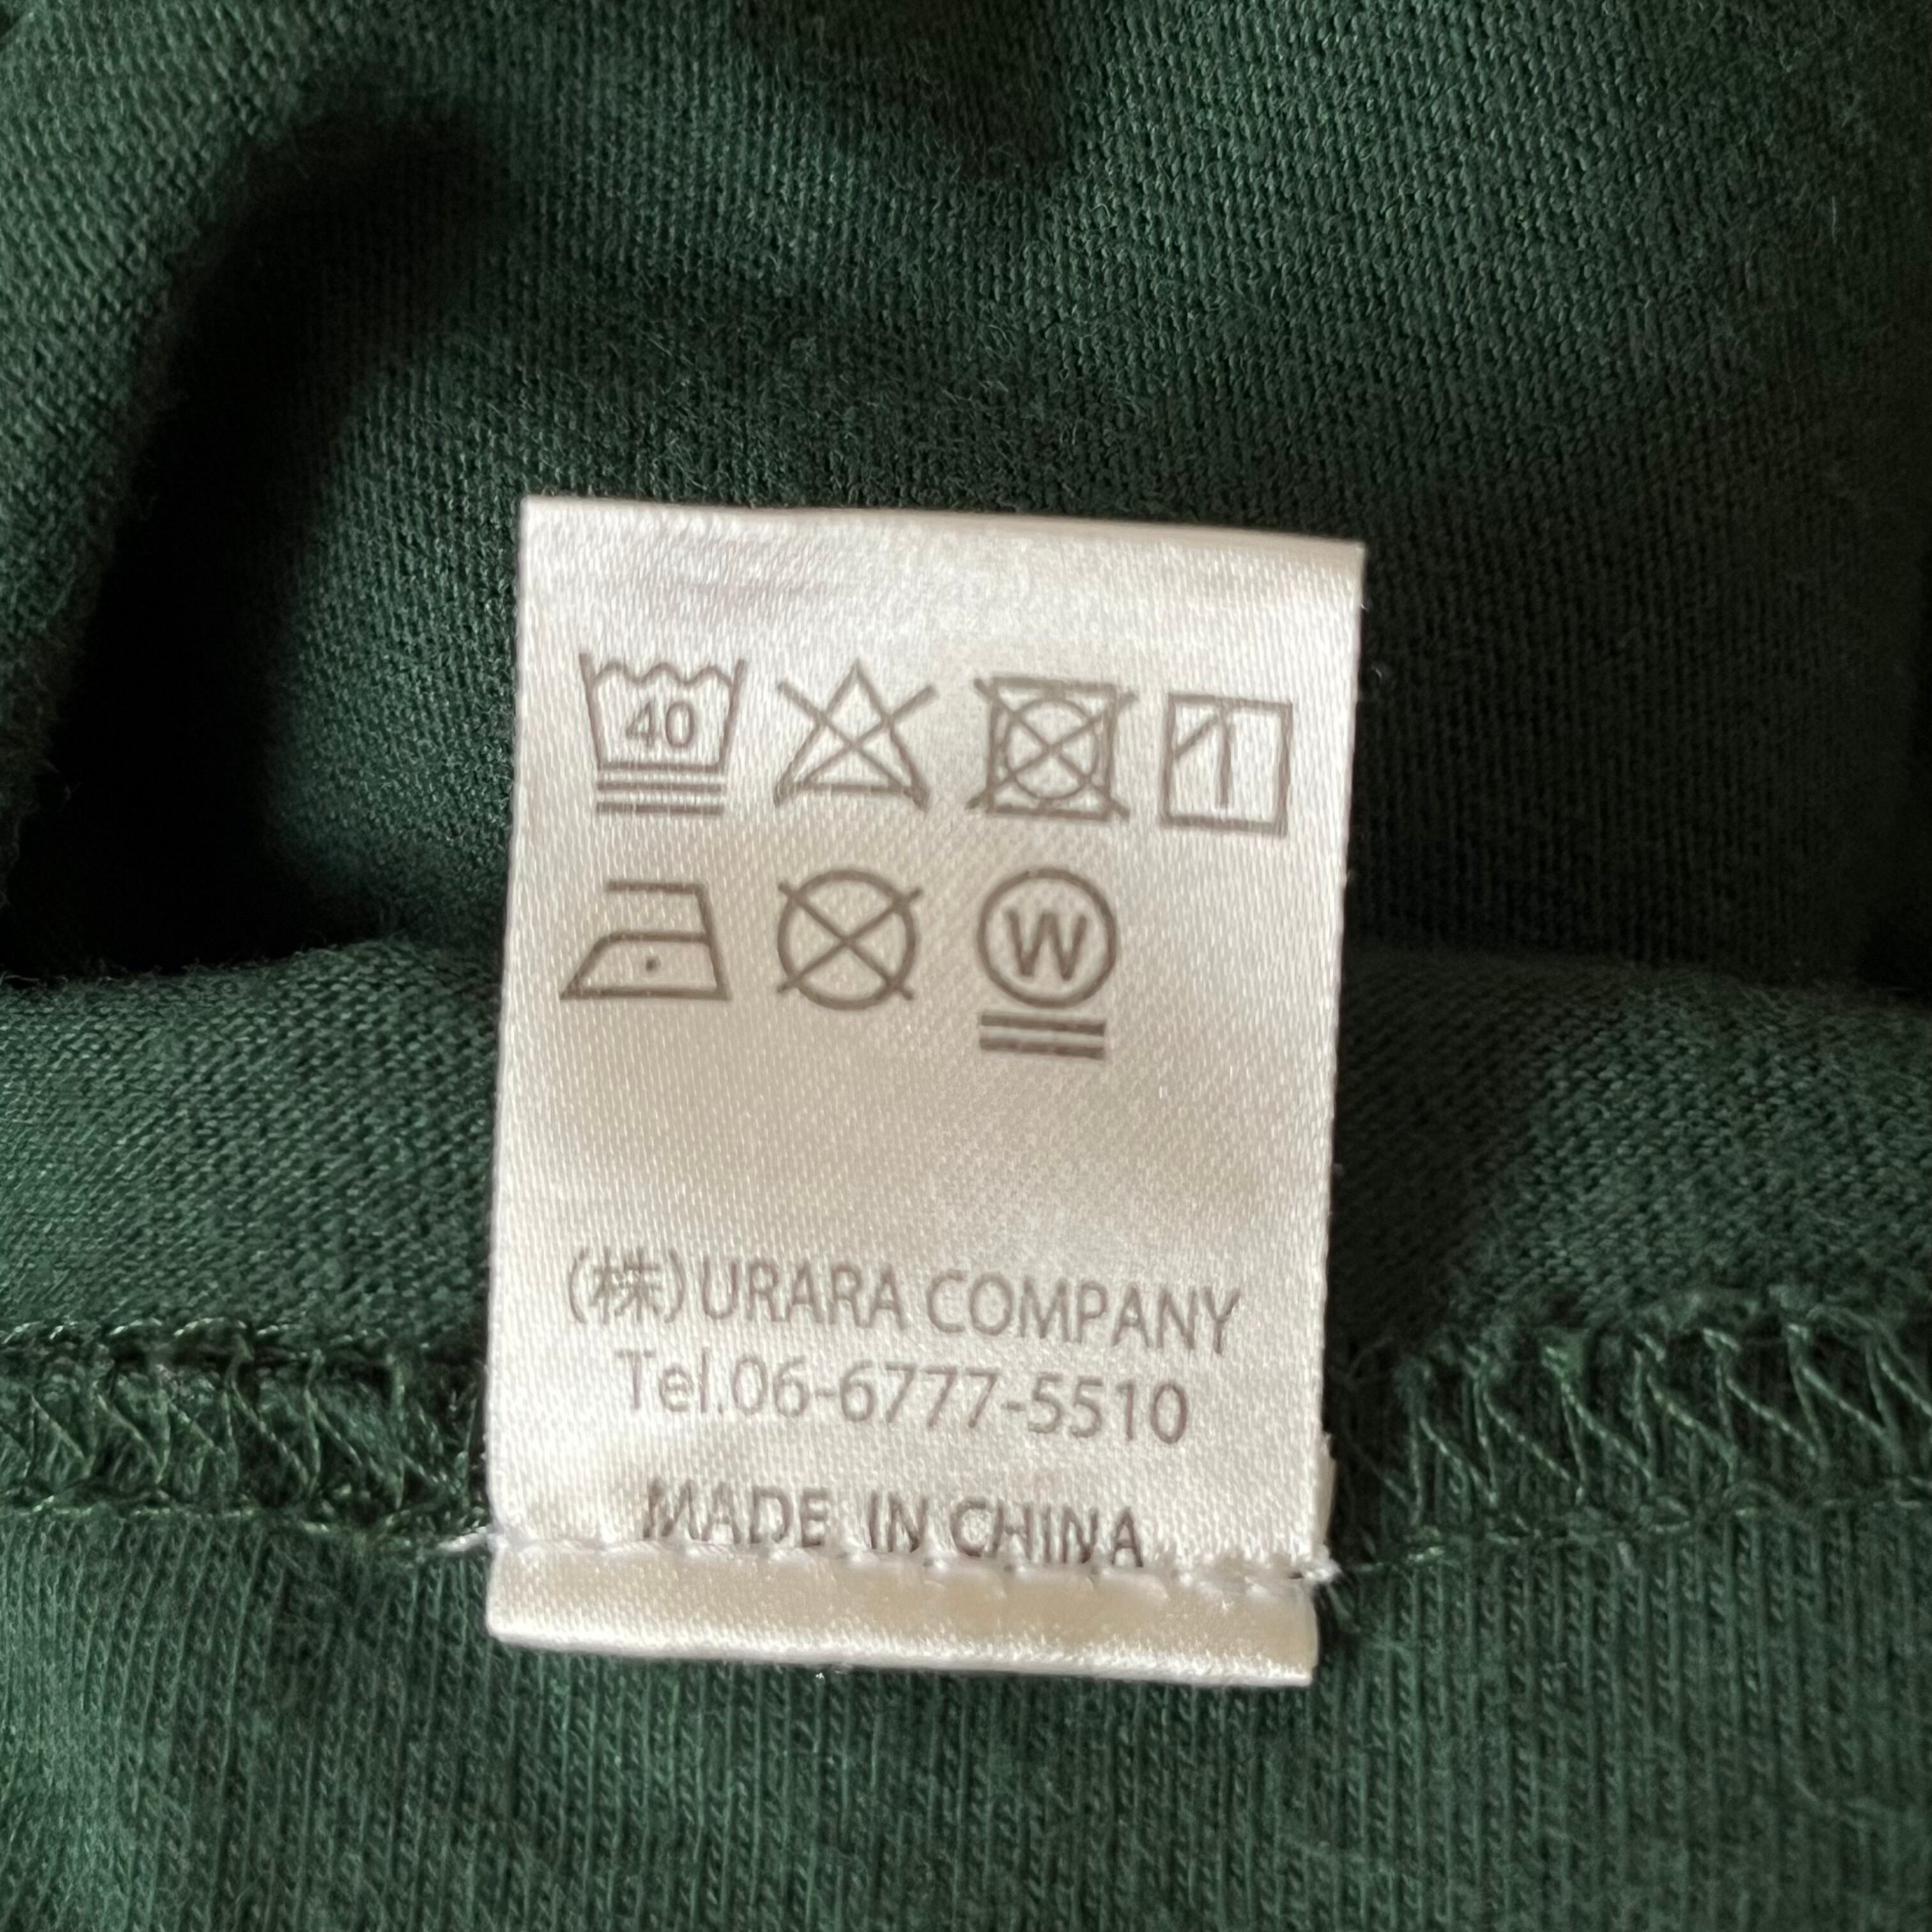 40
W
(株)URARA COMPANY
Tel.06-6777-5510
MADE IN CHINA